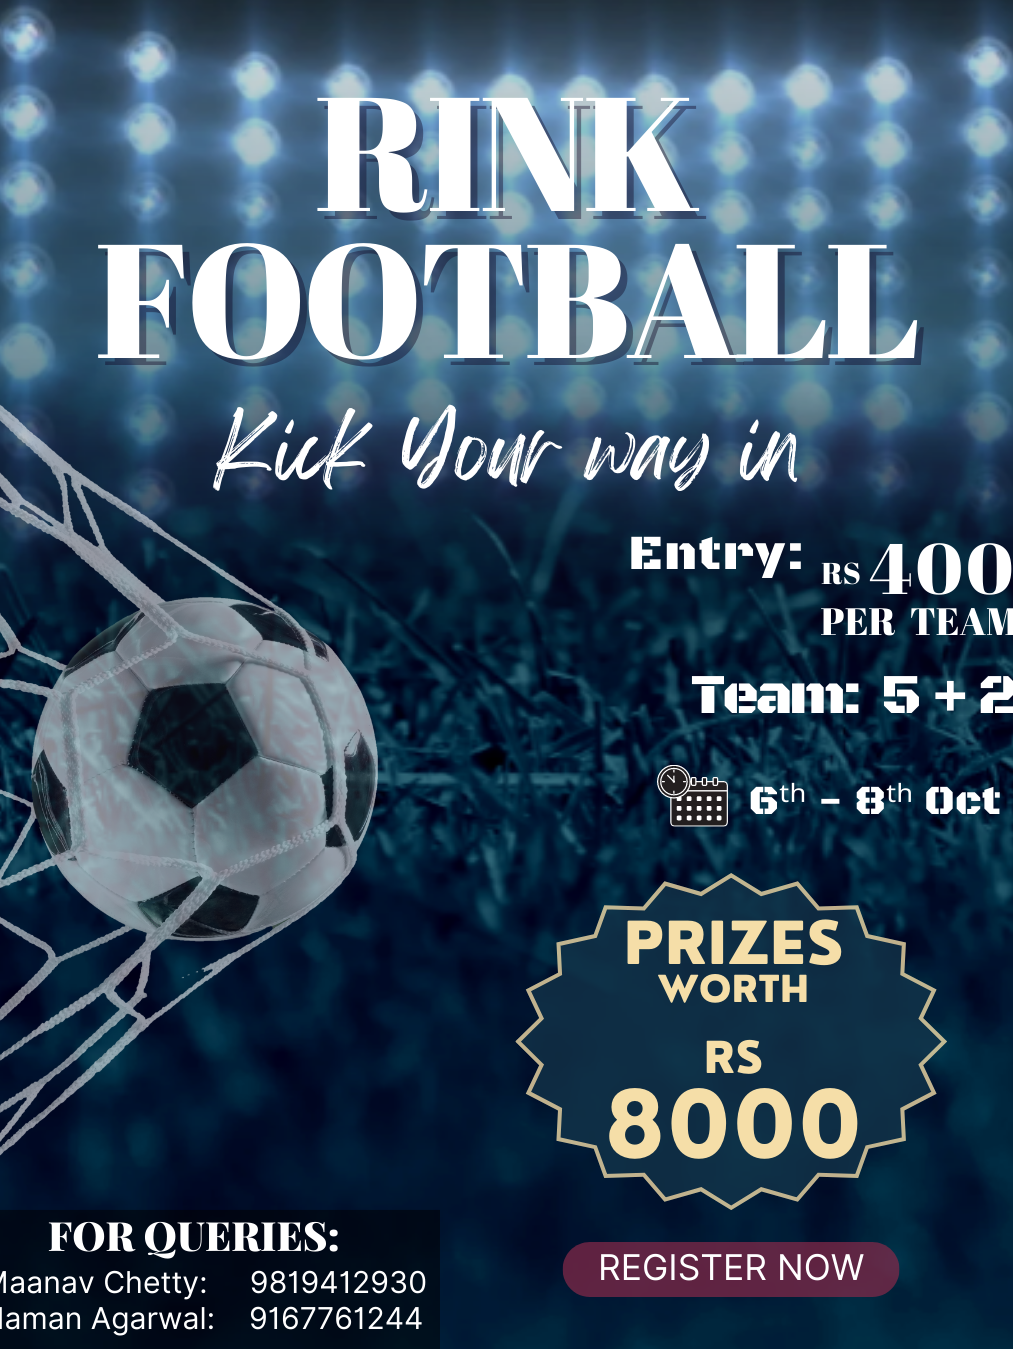 RINK
FOOTBALL
Kick Your way in
Entry: RS 400
PER TEAM
Team: 5 + 2
6th - 8th Oct
PRIZES
WORTH
RS
8000
FOR QUERIES:
Maanav Chetty: 9819412930
Agarwal: 9167761244
REGISTER NOW